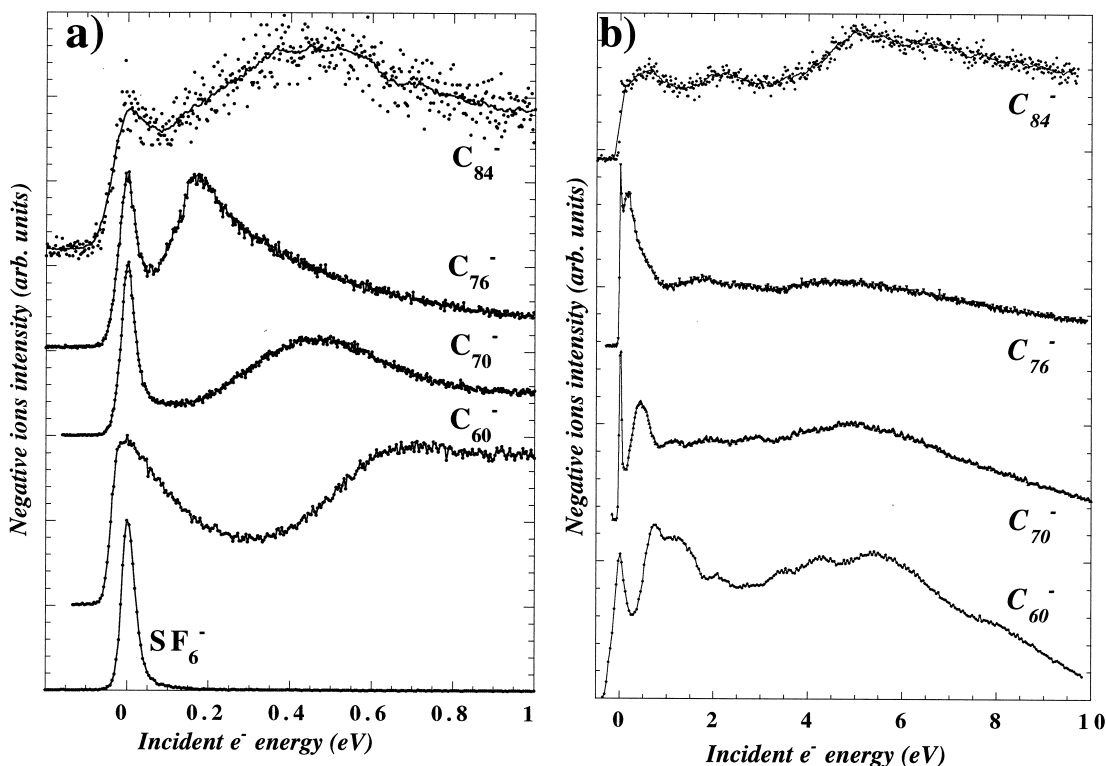 a)
C84-
C76-
C70-
C60-
SF6-
Negative ions intensity (arb. units)
0 0.2 0.4 0.6 0.8 1
Incident e- energy (eV)
b)
C84-
C76-
C70-
C60-
Negative ions intensity (arb. units)
0 2 4 6 8 10
Incident e- energy (eV)